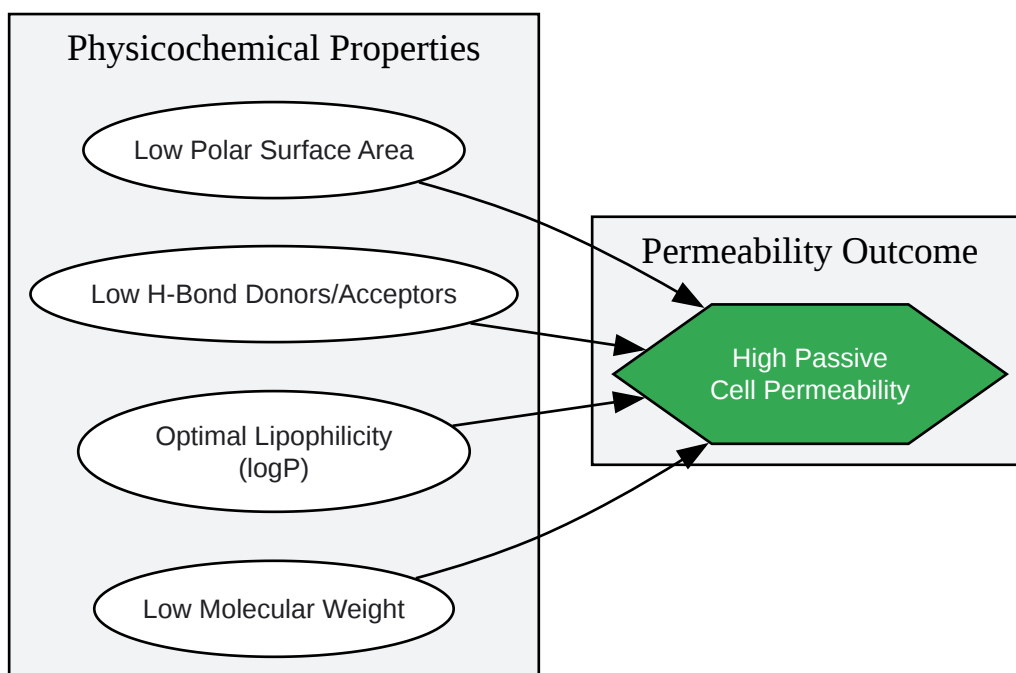 Physicochemical Properties
Low Polar Surface Area
Low H-Bond Donors/Acceptors
Optimal Lipophilicity
(logP)
Low Molecular Weight
Permeability Outcome
High Passive
Cell Permeability